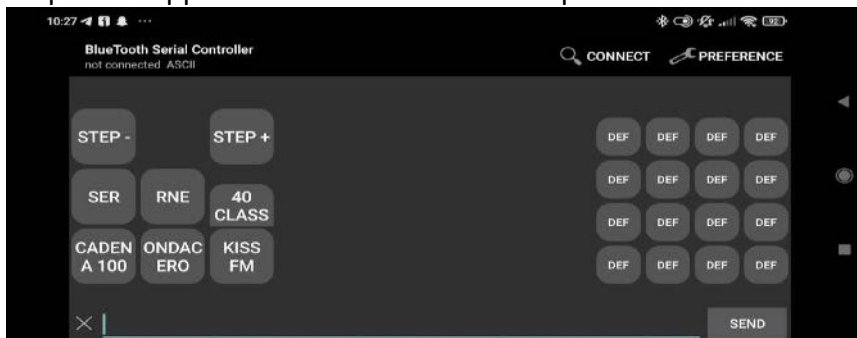 10:27
92
BlueTooth Serial Controller
not connected ASCII
CONNECT
PREFERENCE
STEP -
STEP +
DEF DEF DEF DEF
SER
RNE
40
CLASS
DEF DEF DEF DEF
DEF DEF DEF DEF
CADEN
A 100
ONDAC
ERO
KISS
FM
DEF DEF DEF DEF
SEND